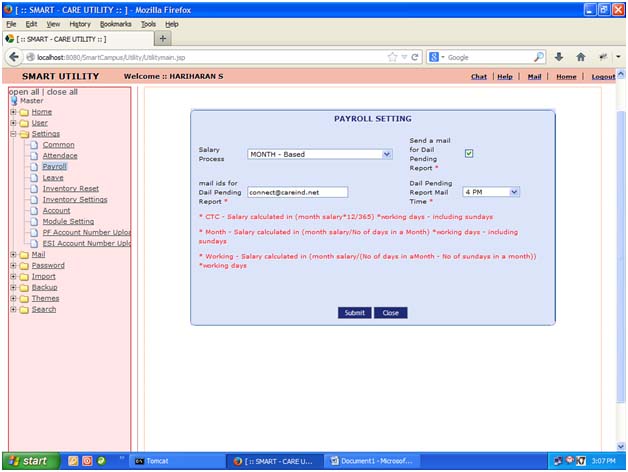 [ :: SMART - CARE UTILITY :: ] - Mozilla Firefox
File Edit View History Bookmarks Tools Help
[ :: SMART - CARE UTILITY :: ]
localhost:8080/SmartCampus/Utility/Utilitymain.jsp
Google
SMART UTILITY Welcome :: HARIHARAN S Chat | Help | Mail | Home | Logout
open all | close all
Master
Home
User
Settings
Common
Attendace
Payroll
Leave
Inventory Reset
Inventory Settings
Account
Module Setting
PF Account Number Uploa
ESI Account Number Uplo
Mail
Password
Import
Backup
Themes
Search
PAYROLL SETTING
Salary Process
MONTH - Based
Send a mail
for Dail
Pending
Report *
mail ids for
Dail Pending
Report *
connect@careind.net
Dail Pending
Report Mail
Time *
4 PM
* CTC - Salary calculated in (month salary*12/365) *working days - including sundays
* Month - Salary calculated in (month salary/No of days in a Month) *working days - including
sundays
* Working - Salary calculated in (month salary/(No of days in aMonth - No of sundays in a month))
*working days
Submit Close
start
Tomcat
[ :: SMART - CARE U...
Document1 - Microsof...
3:07 PM